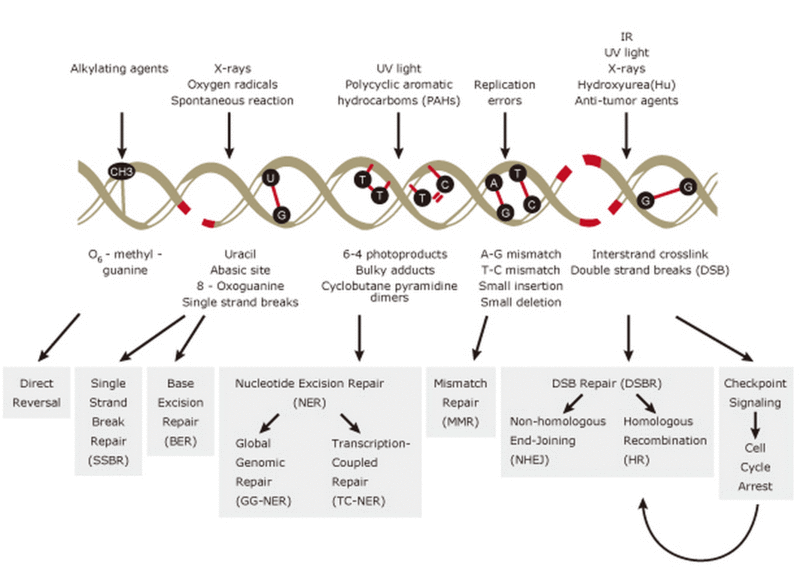 Alkylating agents
X-rays
Oxygen radicals
Spontaneous reaction
UV light
Polycyclic aromatic
hydrocarboms (PAHs)
Replication
errors
IR
UV light
X-rays
Hydroxyurea(Hu)
Anti-tumor agents
CH3
U
G
T
T
T
C
A
G
T
C
G
G
O6 - methyl -
guanine
Uracil
Abasic site
8 - Oxoguanine
Single strand breaks
6-4 photoproducts
Bulky adducts
Cyclobutane pyramidine
dimers
A-G mismatch
T-C mismatch
Small insertion
Small deletion
Interstrand crosslink
Double strand breaks (DSB)
Direct
Reversal
Single
Strand
Break
Repair
(SSBR)
Base
Excision
Repair
(BER)
Nucleotide Excision Repair
(NER)
Global
Genomic
Repair
(GG-NER)
Transcription-
Coupled
Repair
(TC-NER)
Mismatch
Repair
(MMR)
DSB Repair (DSBR)
Non-homologous
End-Joining
(NHEJ)
Homologous
Recombination
(HR)
Checkpoint
Signaling
Cell
Cycle
Arrest